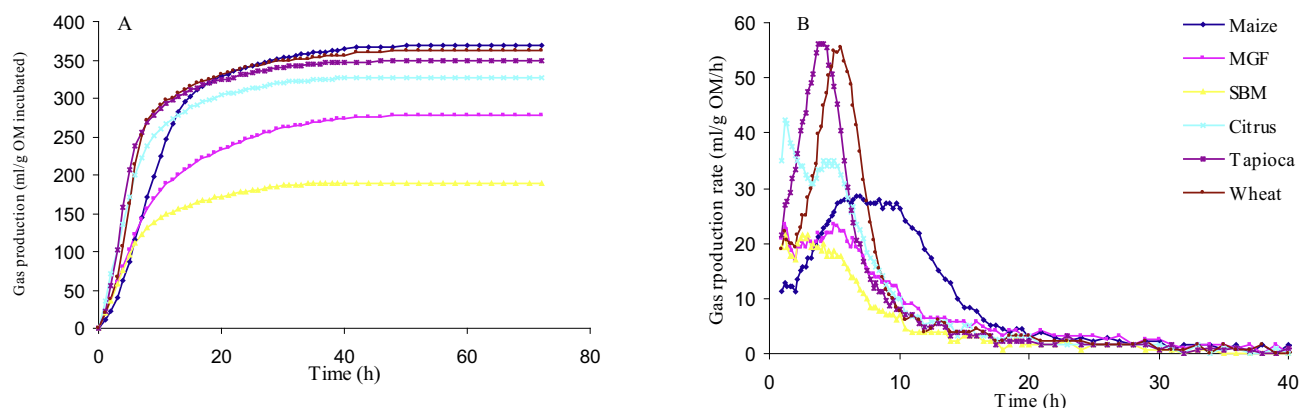 A
Gas production (ml/g OM incubated)
400
350
300
250
200
150
100
50
0
0 20 40 60 80
Time (h)
B
Gas rpoduction rate (ml/g OM/h)
60
50
40
30
20
10
0
0 10 20 30 40
Time (h)
Maize
MGF
SBM
Citrus
Tapioca
Wheat